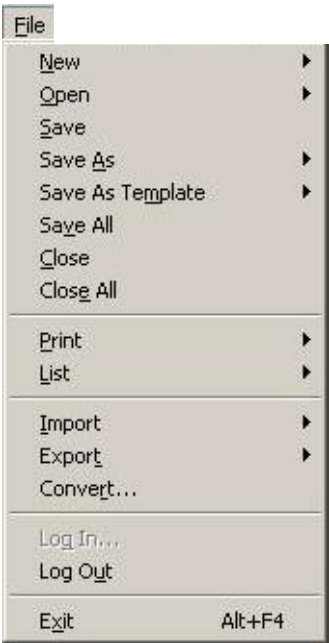 File
New
Open
Save
Save As
Save As Template
Save All
Close
Close All
Print
List
Import
Export
Convert...
Log In...
Log Out
Exit Alt+F4